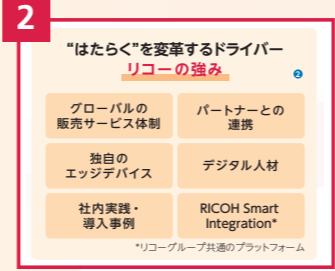 2
“はたらく”を変革するドライバー
リコーの強み
❷
グローバルの
販売サービス体制
パートナーとの
連携
独自の
エッジデバイス
デジタル人材
社内実践・
導入事例
RICOH Smart
Integration*
*リコーグループ共通のプラットフォーム